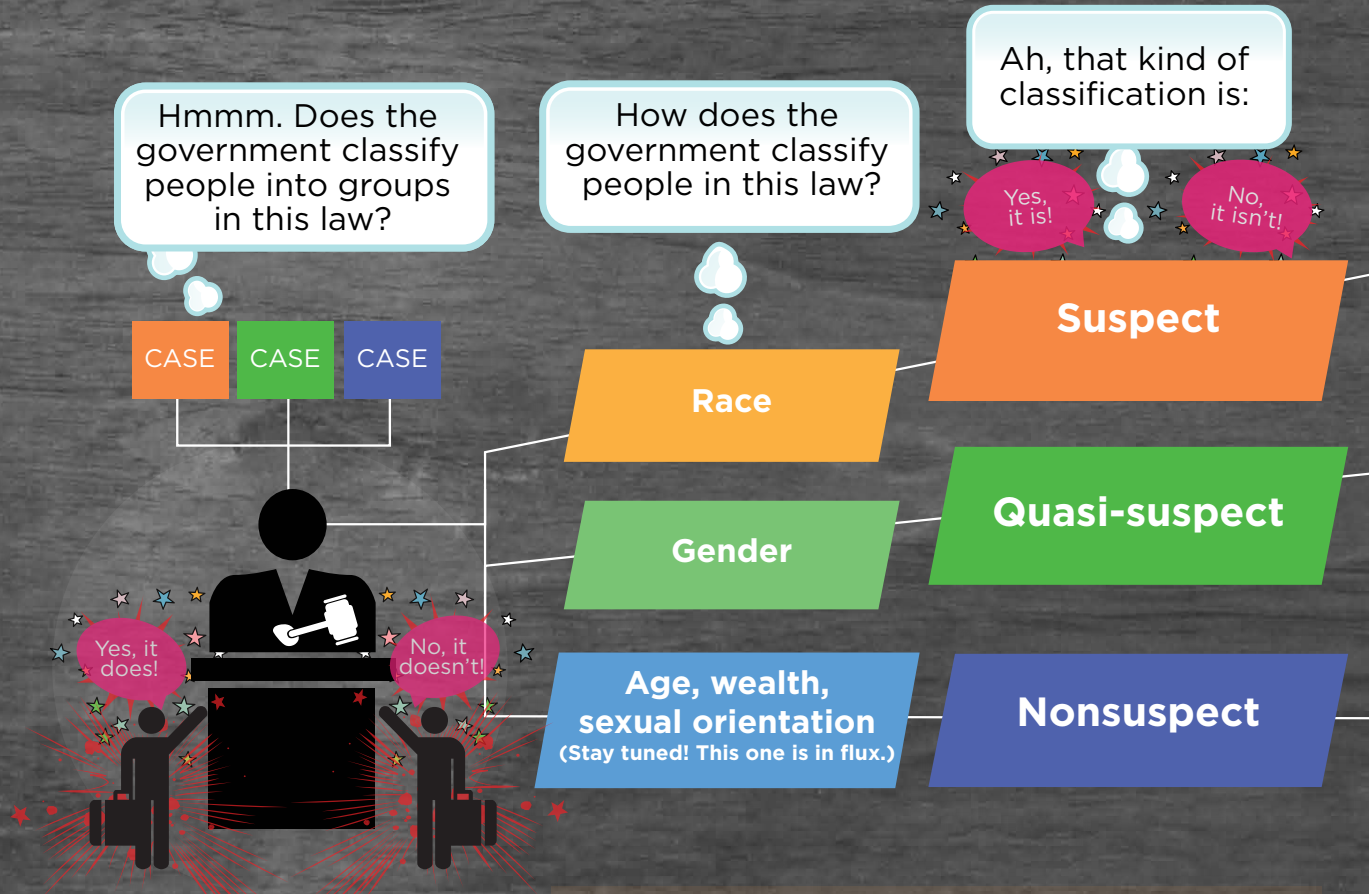 Hmmm. Does the
government classify
people into groups
in this law?
CASE
CASE
CASE
Yes, it
does!
No, it
doesn't!
How does the
government classify
people in this law?
Race
Gender
Age, wealth,
sexual orientation
(Stay tuned! This one is in flux.)
Ah, that kind of
classification is:
Yes,
it is!
No,
it isn't!
Suspect
Quasi-suspect
Nonsuspect